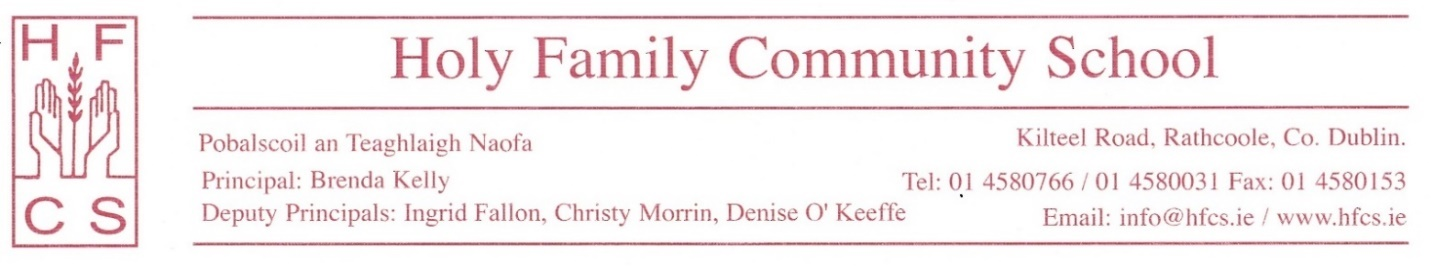 H F
C S
Holy Family Community School
Pobalscoil an Teaghlaigh Naofa
Principal: Brenda Kelly
Deputy Principals: Ingrid Fallon, Christy Morrin, Denise O' Keeffe
Kilteel Road, Rathcoole, Co. Dublin.
Tel: 01 4580766 / 01 4580031 Fax: 01 4580153
Email: info@hfcs.ie / www.hfcs.ie